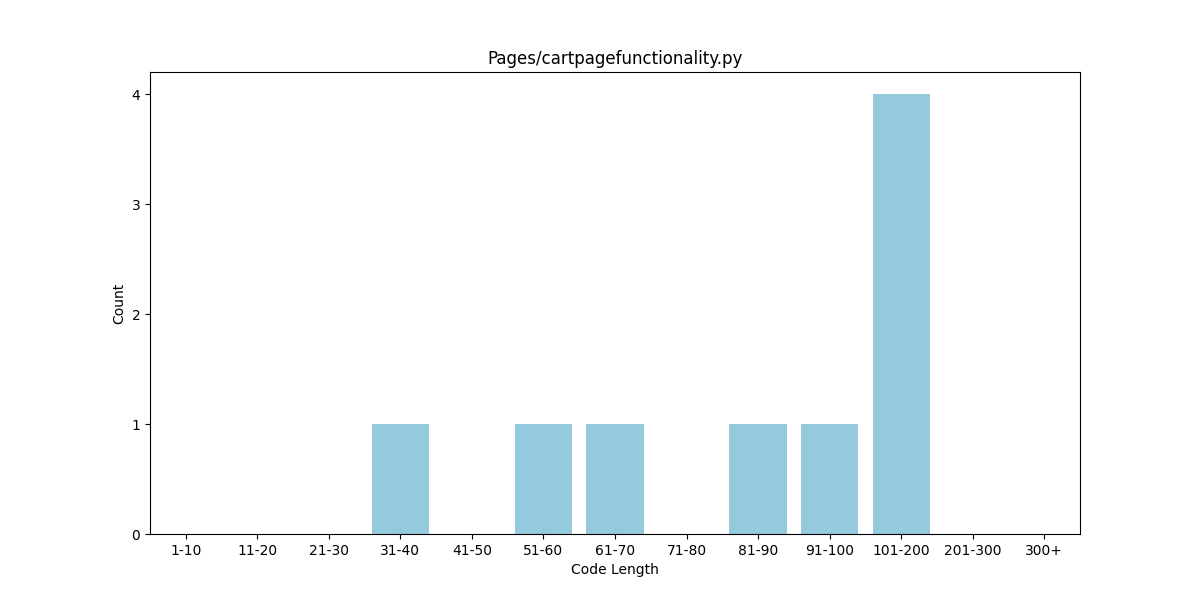 Pages/cartpagefunctionality.py
Count
4
3
2
1
0
1-10 11-20 21-30 31-40 41-50 51-60 61-70 71-80 81-90 91-100 101-200 201-300 300+
Code Length